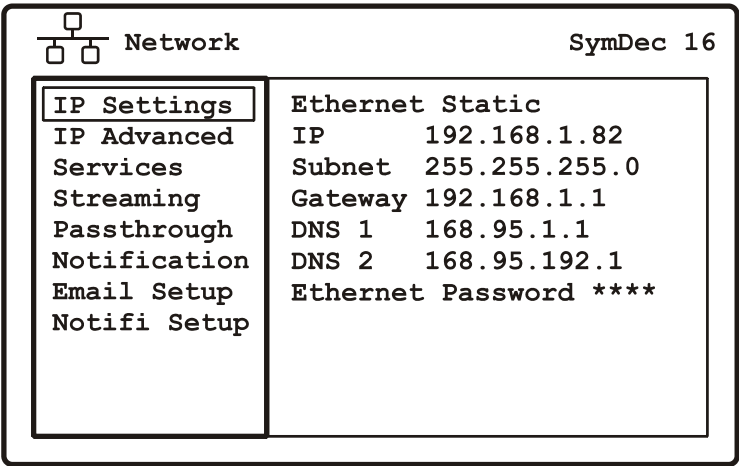 Network
SymDec 16
IP Settings
IP Advanced
Services
Streaming
Passthrough
Notification
Email Setup
Notifi Setup
Ethernet Static
IP 192.168.1.82
Subnet 255.255.255.0
Gateway 192.168.1.1
DNS 1 168.95.1.1
DNS 2 168.95.192.1
Ethernet Password ****